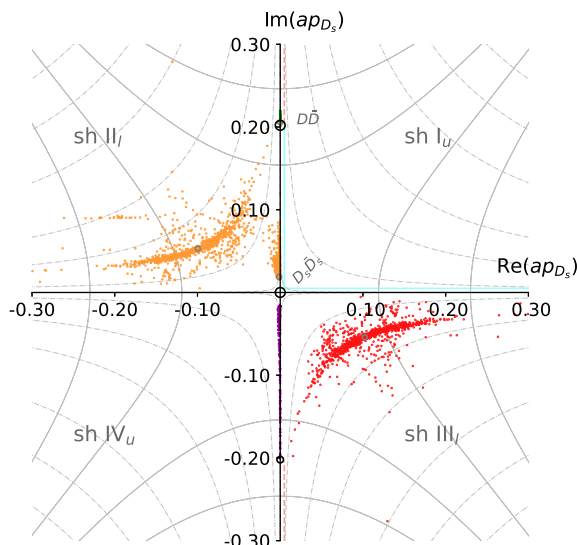 Im(ap_{D_s})
0.30
0.20
DD̄
sh II_l
sh I_u
0.10
D_sD̄_s
Re(ap_{D_s})
-0.30
-0.20
-0.10
0
0.10
0.20
0.30
-0.10
sh IV_u
sh III_l
-0.20
-0.30